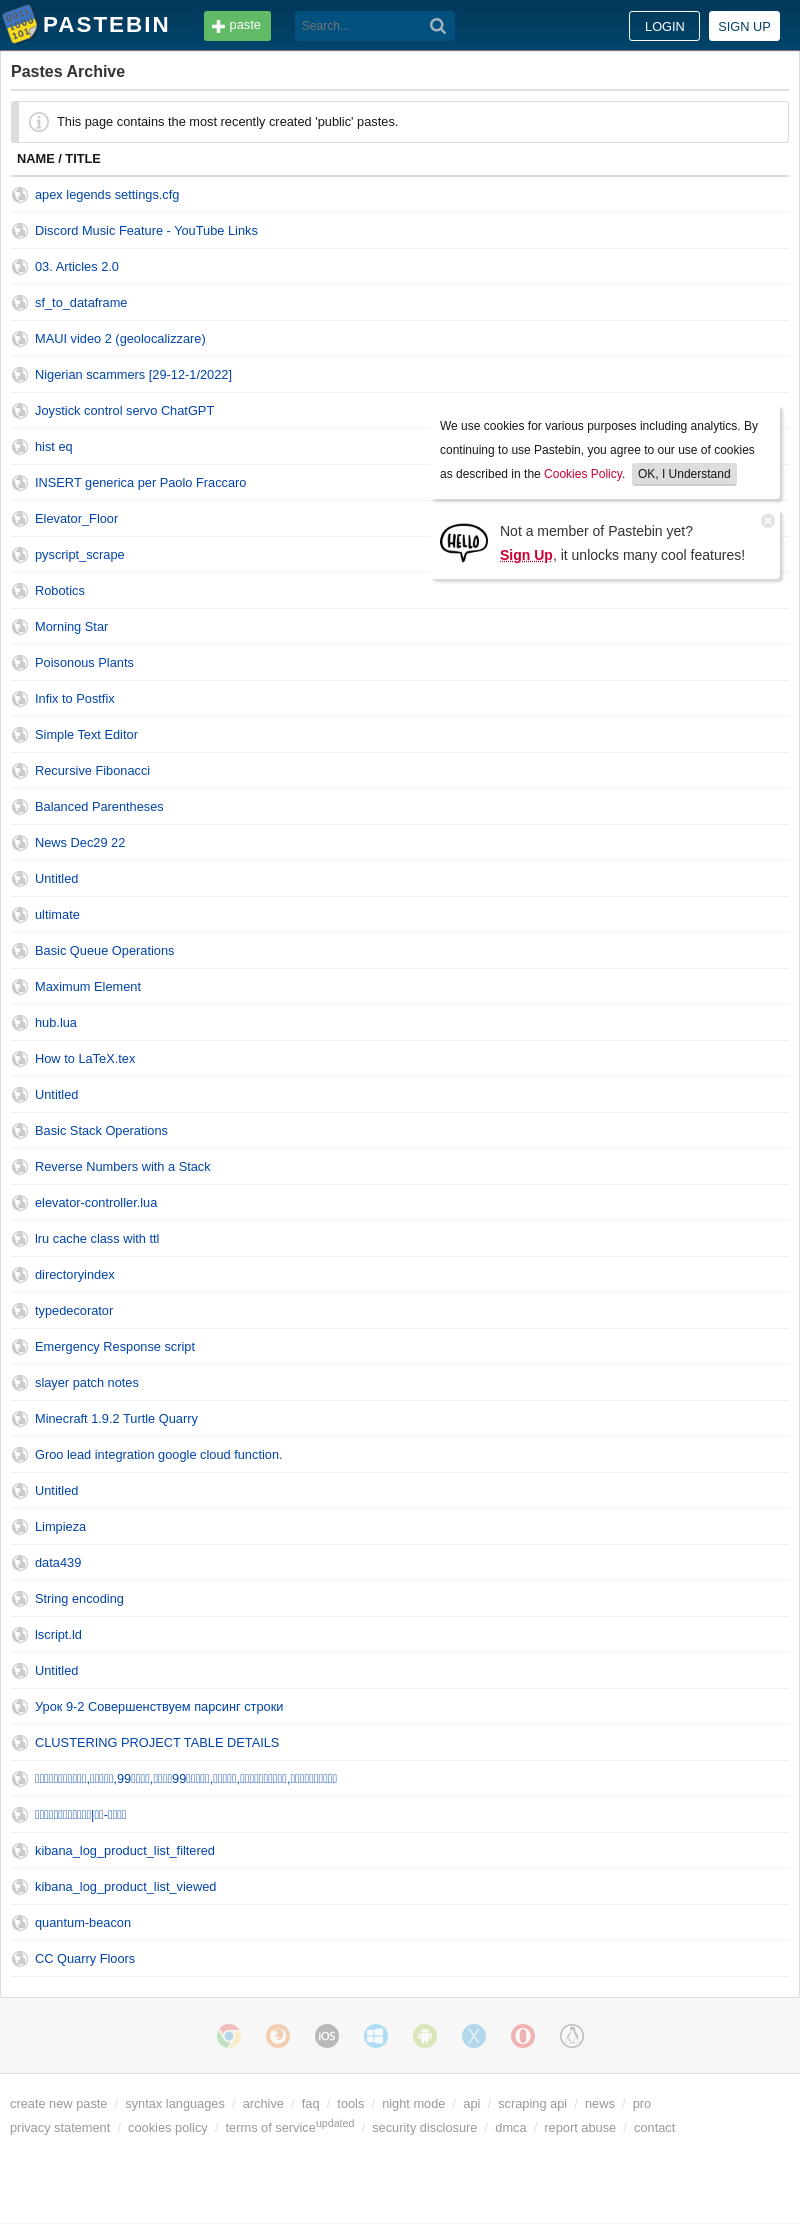 PASTEBIN
paste
Search...
LOGIN
SIGN UP
Pastes Archive
This page contains the most recently created 'public' pastes.
NAME / TITLE
apex legends settings.cfg
Discord Music Feature - YouTube Links
03. Articles 2.0
sf_to_dataframe
MAUI video 2 (geolocalizzare)
Nigerian scammers [29-12-1/2022]
Joystick control servo ChatGPT
We use cookies for various purposes including analytics. By
continuing to use Pastebin, you agree to our use of cookies
as described in the Cookies Policy. OK, I Understand
hist eq
INSERT generica per Paolo Fraccaro
Elevator_Floor
HELLO
Not a member of Pastebin yet?
Sign Up, it unlocks many cool features!
pyscript_scrape
Robotics
Morning Star
Poisonous Plants
Infix to Postfix
Simple Text Editor
Recursive Fibonacci
Balanced Parentheses
News Dec29 22
Untitled
ultimate
Basic Queue Operations
Maximum Element
hub.lua
How to LaTeX.tex
Untitled
Basic Stack Operations
Reverse Numbers with a Stack
elevator-controller.lua
lru cache class with ttl
directoryindex
typedecorator
Emergency Response script
slayer patch notes
Minecraft 1.9.2 Turtle Quarry
Groo lead integration google cloud function.
Untitled
Limpieza
data439
String encoding
lscript.ld
Untitled
Урок 9-2 Совершенствуем парсинг строки
CLUSTERING PROJECT TABLE DETAILS
kibana_log_product_list_filtered
kibana_log_product_list_viewed
quantum-beacon
CC Quarry Floors
iOS
create new paste / syntax languages / archive / faq / tools / night mode / api / scraping api / news / pro
privacy statement / cookies policy / terms of service updated / security disclosure / dmca / report abuse / contact